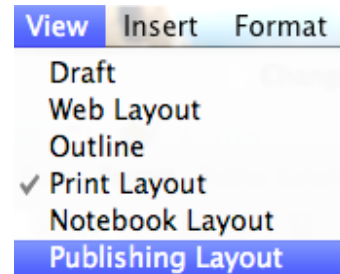 View Insert Format
Draft
Web Layout
Outline
✓ Print Layout
Notebook Layout
Publishing Layout